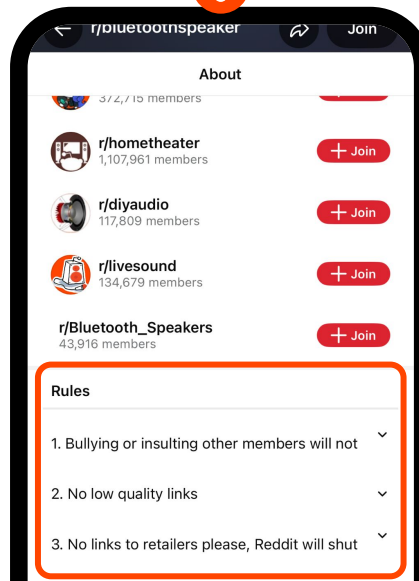 r/bluetoothspeaker
Join
About
372,715 members
r/hometheater
1,107,961 members
+ Join
r/diyaudio
117,809 members
+ Join
r/livesound
134,679 members
+ Join
r/Bluetooth_Speakers
43,916 members
+ Join
Rules
1. Bullying or insulting other members will not
2. No low quality links
3. No links to retailers please, Reddit will shut